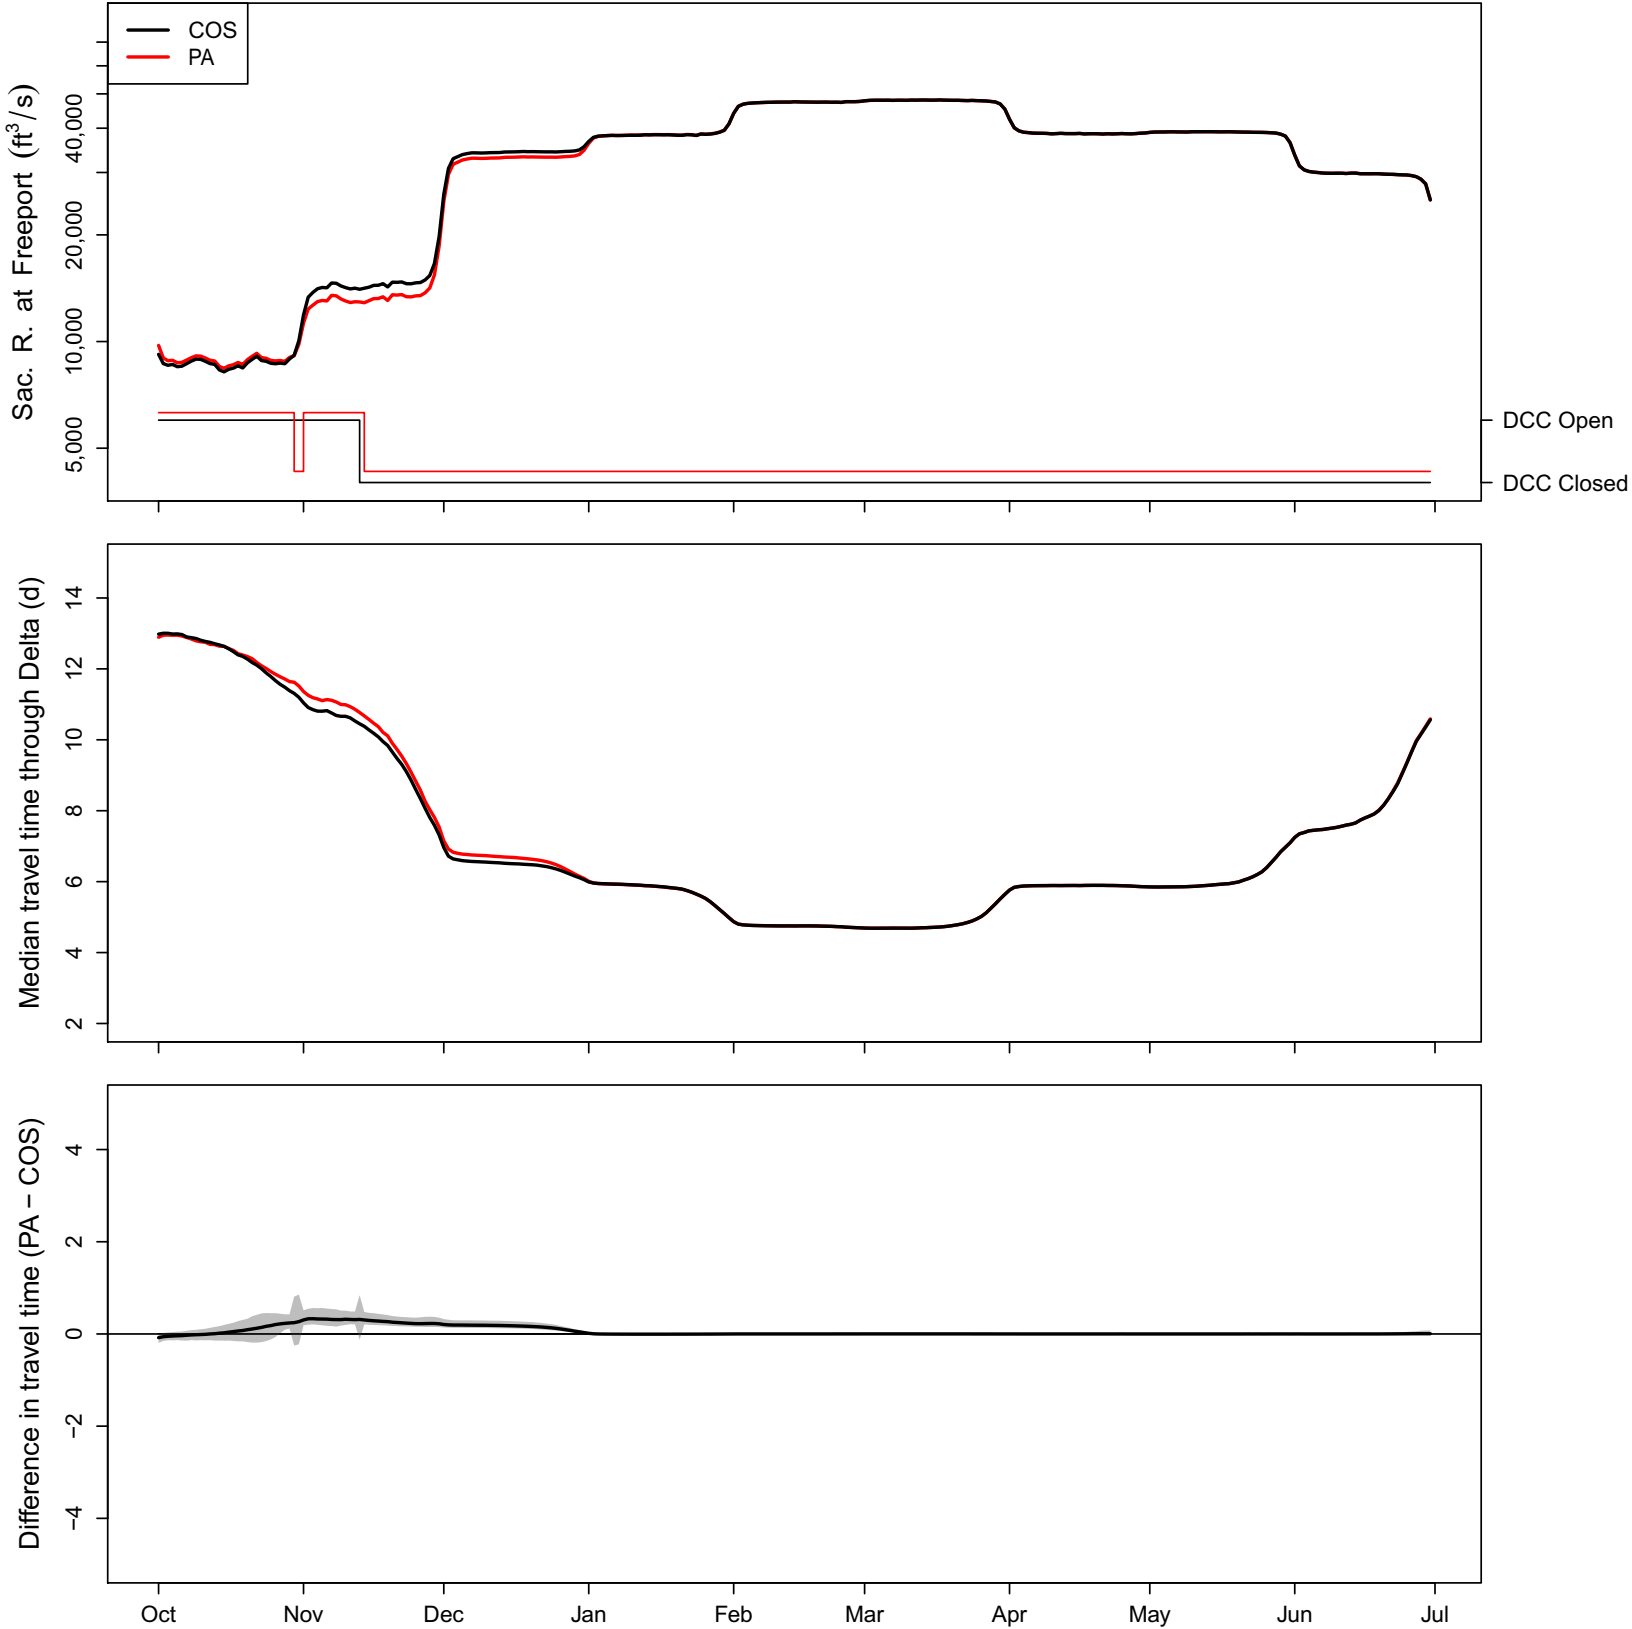 COS
PA
Sac. R. at Freeport (ft³/s)
40,000
20,000
10,000
5,000
DCC Open
DCC Closed
Median travel time through Delta (d)
14
12
10
8
6
4
2
Difference in travel time (PA − COS)
4
2
0
−2
−4
Oct Nov Dec Jan Feb Mar Apr May Jun Jul